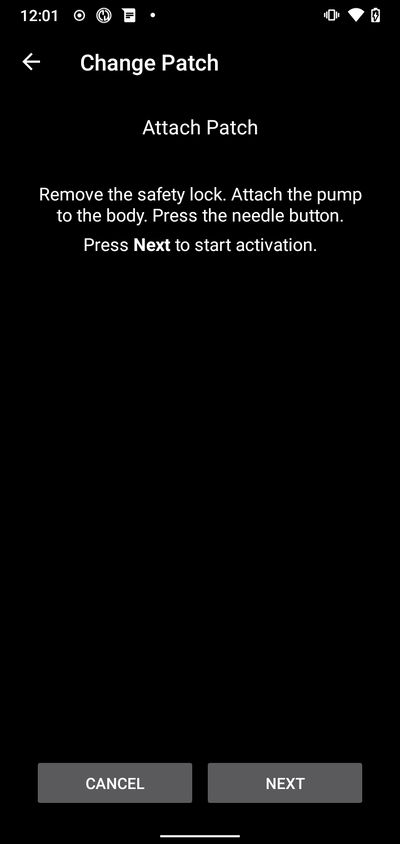 12:01
Change Patch
Attach Patch
Remove the safety lock. Attach the pump
to the body. Press the needle button.
Press Next to start activation.
CANCEL
NEXT